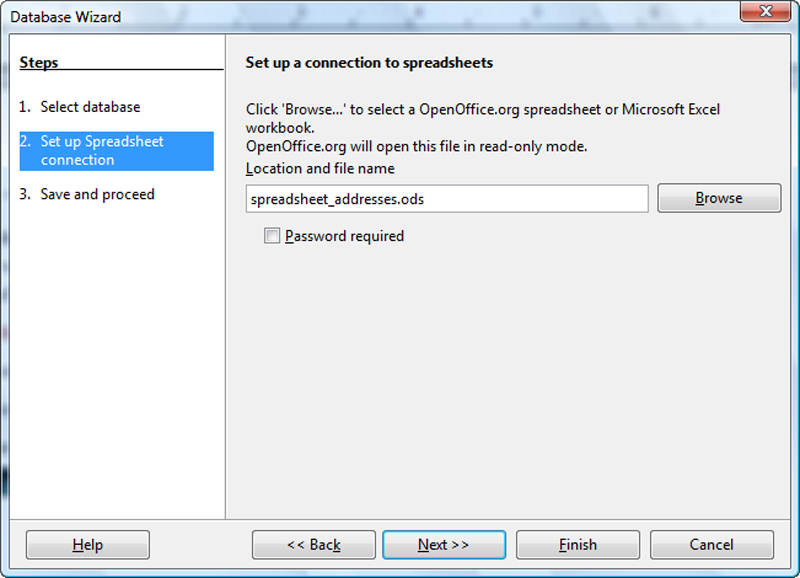 Database Wizard
Steps
1. Select database
2. Set up Spreadsheet
connection
3. Save and proceed
Set up a connection to spreadsheets
Click 'Browse...' to select a OpenOffice.org spreadsheet or Microsoft Excel
workbook.
OpenOffice.org will open this file in read-only mode.
Location and file name
spreadsheet_addresses.ods
Browse
Password required
Help
<< Back
Next >>
Finish
Cancel